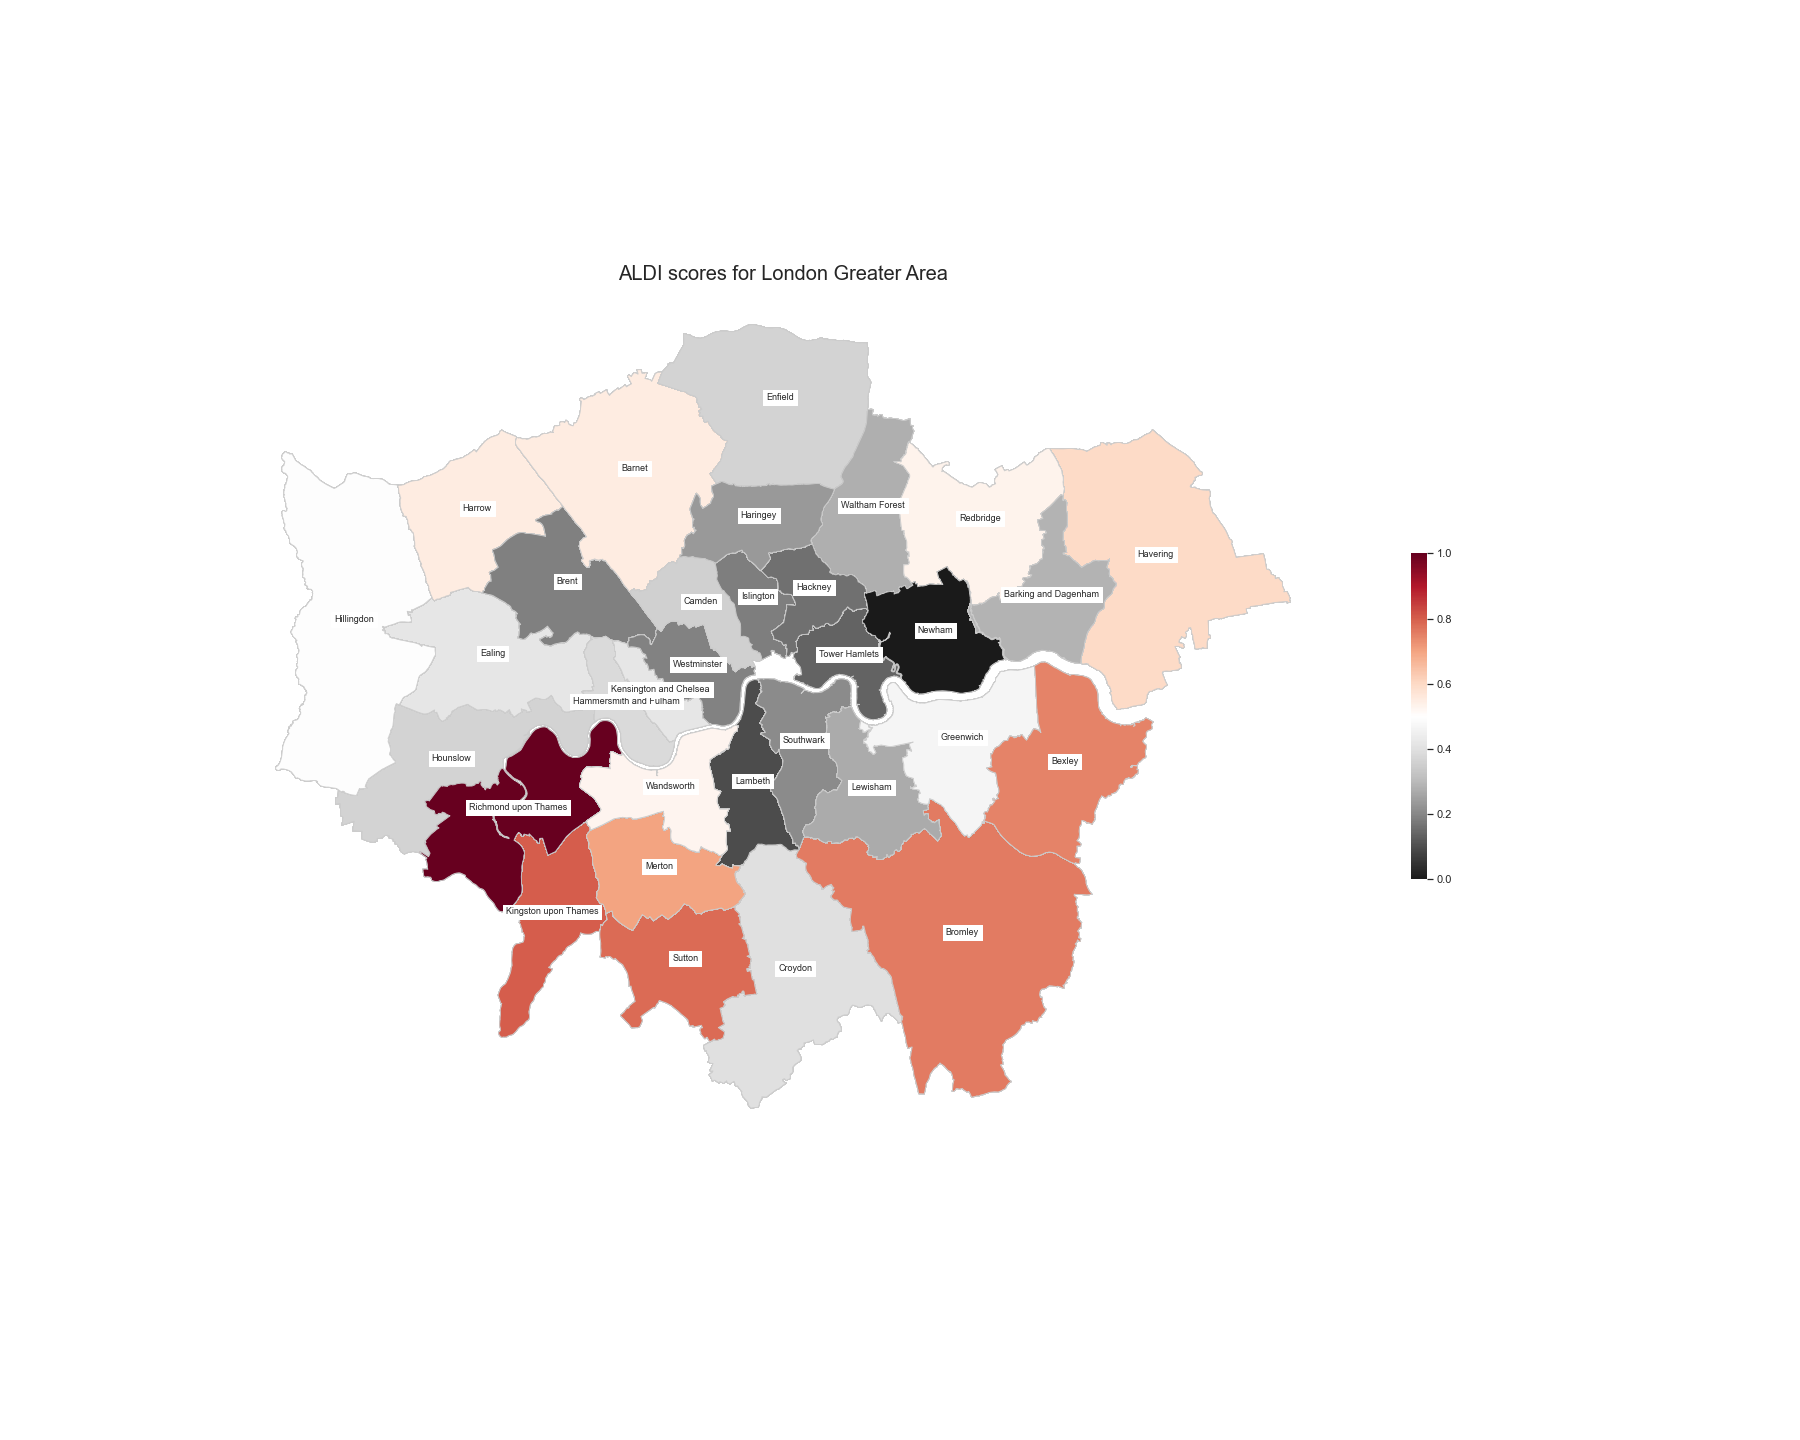 ALDI scores for London Greater Area
Enfield
Barnet
Harrow
Waltham Forest
Haringey
Redbridge
Havering
Brent
Hackney
Islington
Camden
Barking and Dagenham
Hillingdon
Newham
Ealing
Tower Hamlets
Westminster
Kensington and Chelsea
Hammersmith and Fulham
Greenwich
Southwark
Hounslow
Bexley
Lambeth
Wandsworth
Lewisham
Richmond upon Thames
Merton
Kingston upon Thames
Bromley
Sutton
Croydon
1.0
0.8
0.6
0.4
0.2
0.0